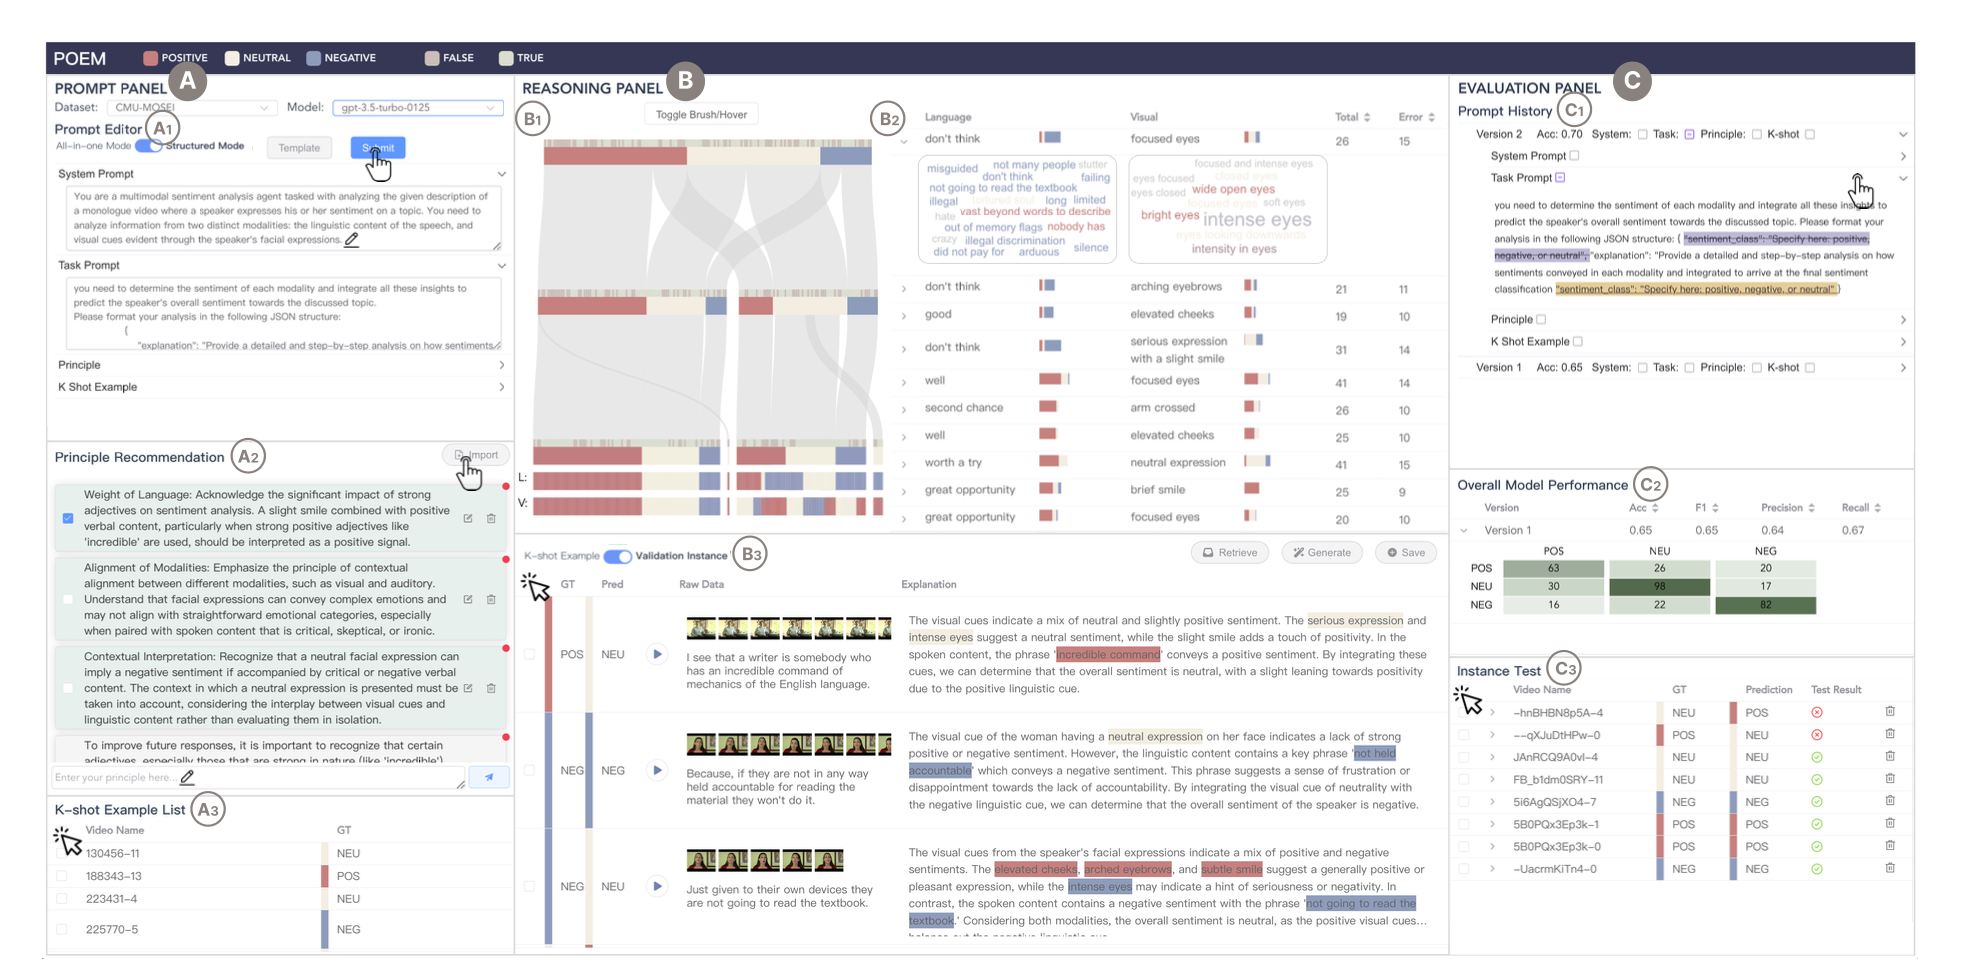 POEM POSITIVE NEUTRAL NEGATIVE FALSE TRUE
PROMPT PANEL A
Dataset: CMU-MOSEI Model: gpt-3.5-turbo-0125
Prompt Editor A1
All-in-one Mode Structured Mode Template Submit
System Prompt
You are a multimodal sentiment analysis agent tasked with analyzing the given description of
a monologue video where a speaker expresses his or her sentiment on a topic. You need to
analyze information from two distinct modalities: the linguistic content of the speech, and
visual cues evident through the speaker's facial expressions.
Task Prompt
you need to determine the sentiment of each modality and integrate all these insights to
predict the speaker's overall sentiment towards the discussed topic.
Please format your analysis in the following JSON structure:
{
"explanation": "Provide a detailed and step-by-step analysis on how sentiments
Principle
K Shot Example
Principle Recommendation A2 Import
Weight of Language: Acknowledge the significant impact of strong
adjectives on sentiment analysis. A slight smile combined with positive
verbal content, particularly when strong positive adjectives like
'incredible' are used, should be interpreted as a positive signal.
Alignment of Modalities: Emphasize the principle of contextual
alignment between different modalities, such as visual and auditory.
Understand that facial expressions can convey complex emotions and
may not align with straightforward emotional categories, especially
when paired with spoken content that is critical, skeptical, or ironic.
Contextual Interpretation: Recognize that a neutral facial expression can
imply a negative sentiment if accompanied by critical or negative verbal
content. The context in which a neutral expression is presented must be
taken into account, considering the interplay between visual cues and
linguistic content rather than evaluating them in isolation.
To improve future responses, it is important to recognize that certain
adjectives, especially those that are strong in nature (like 'incredible')
Enter your principle here...
K-shot Example List A3
Video Name GT
130456-11 NEU
188343-13 POS
223431-4 NEU
225770-5 NEG
REASONING PANEL B
B1 Toggle Brush/Hover B2
L:
V:
Language Visual Total Error
don't think focused eyes 26 15
misguided not many people stutter
don't think failing
not going to read the textbook
illegal tortured soul long limited
hate vast beyond words to describe
out of memory flags nobody has
crazy illegal discrimination silence
did not pay for arduous
focused and intense eyes
eyes focused closed eyes
eyes closed wide open eyes
focused eyes soft eyes
bright eyes intense eyes
eyes looking downwards
intensity in eyes
don't think arching eyebrows 21 11
good elevated cheeks 19 10
don't think serious expression with a slight smile 31 14
well focused eyes 41 14
second chance arm crossed 26 10
well elevated cheeks 25 10
worth a try neutral expression 41 15
great opportunity brief smile 25 9
great opportunity focused eyes 20 10
K-shot Example Validation Instance B3 Retrieve Generate Save
GT Pred Raw Data Explanation
POS NEU
I see that a writer is somebody who
has an incredible command of
mechanics of the English language.
The visual cues indicate a mix of neutral and slightly positive sentiment. The serious expression and
intense eyes suggest a neutral sentiment, while the slight smile adds a touch of positivity. In the
spoken content, the phrase 'incredible command' conveys a positive sentiment. By integrating these
cues, we can determine that the overall sentiment is neutral, with a slight leaning towards positivity
due to the positive linguistic cue.
NEG NEG
Because, if they are not in any way
held accountable for reading the
material they won't do it.
The visual cue of the woman having a neutral expression on her face indicates a lack of strong
positive or negative sentiment. However, the linguistic content contains a key phrase 'not held
accountable' which conveys a negative sentiment. This phrase suggests a sense of frustration or
disappointment towards the lack of accountability. By integrating the visual cue of neutrality with
the negative linguistic cue, we can determine that the overall sentiment of the speaker is negative.
NEG NEU
Just given to their own devices they
are not going to read the textbook.
The visual cues from the speaker's facial expressions indicate a mix of positive and negative
sentiments. The elevated cheeks, arched eyebrows, and subtle smile suggest a generally positive or
pleasant expression, while the intense eyes may indicate a hint of seriousness or negativity. In
contrast, the spoken content contains a negative sentiment with the phrase 'not going to read the
textbook.' Considering both modalities, the overall sentiment is neutral, as the positive visual cues...
EVALUATION PANEL C
Prompt History C1
Version 2 Acc: 0.70 System: Task: Principle: K-shot
System Prompt
Task Prompt
you need to determine the sentiment of each modality and integrate all these insights to
predict the speaker's overall sentiment towards the discussed topic. Please format your
analysis in the following JSON structure: { "sentiment_class": "Specify here: positive,
negative, or neutral", "explanation": "Provide a detailed and step-by-step analysis on how
sentiments conveyed in each modality and integrated to arrive at the final sentiment
classification "sentiment_class": "Specify here: positive, negative, or neutral" }
Principle
K Shot Example
Version 1 Acc: 0.65 System: Task: Principle: K-shot
Overall Model Performance C2
Version Acc F1 Precision Recall
Version 1 0.65 0.65 0.64 0.67
POS NEU NEG
POS 63 26 20
NEU 30 98 17
NEG 16 22 82
Instance Test C3
Video Name GT Prediction Test Result
-hnBHBN8p5A-4 NEU POS
--qXJuDtHPw-0 POS NEU
JAnRCQ9A0vI-4 NEU NEU
FB_b1dm0SRY-11 NEU NEU
5i6AgQSjXO4-7 NEG NEG
5B0PQx3Ep3k-1 POS POS
5B0PQx3Ep3k-0 POS POS
-UacrmKiTn4-0 NEG NEG